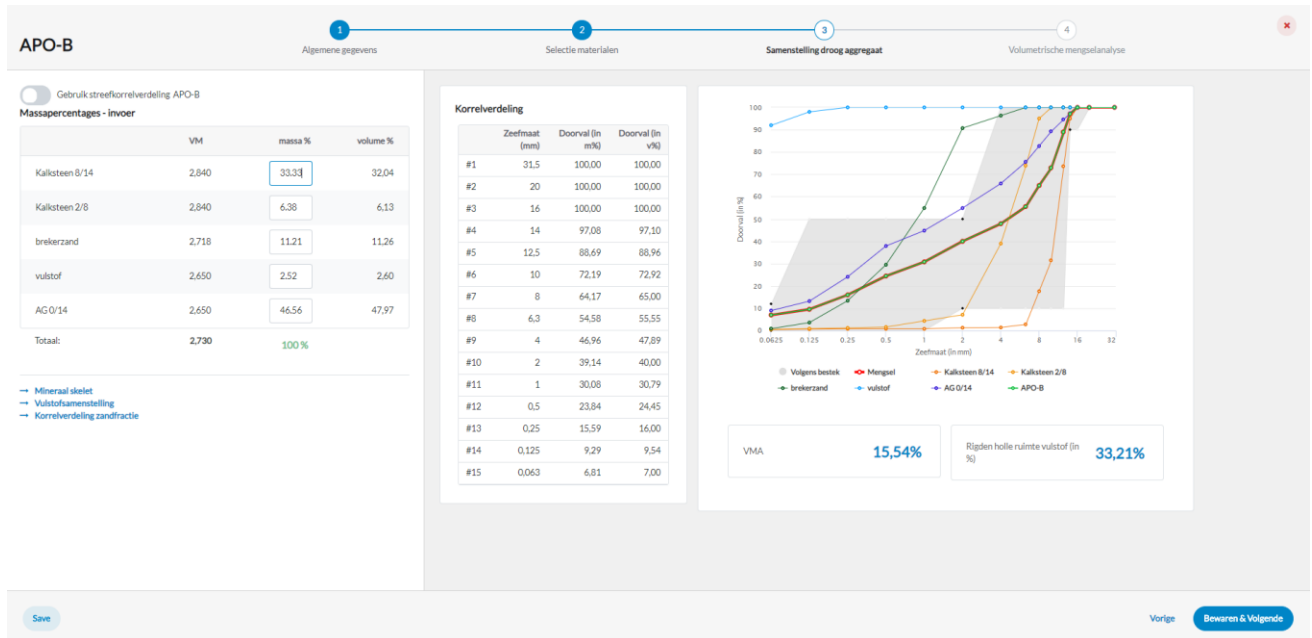 APO-B
1
Algemene gegevens
2
Selectie materialen
3
Samenstelling droog aggregaat
4
Volumetrische mengselanalyse
×
Gebruik streefkorrelverdeling APO-B
Massapercentages - invoer
VM massa % volume %
Kalksteen 8/14 2,840 33.33 32,04
Kalksteen 2/8 2,840 6.38 6,13
brekerzand 2,718 11.21 11,26
vulstof 2,650 2.52 2,60
AG 0/14 2,650 46.56 47,97
Totaal: 2,730 100 %
→ Mineraal skelet
→ Vulstofsamenstelling
→ Korrelverdeling zandfractie
Korrelverdeling
Zeefmaat (mm) Doorval (in m%) Doorval (in v%)
#1 31,5 100,00 100,00
#2 20 100,00 100,00
#3 16 100,00 100,00
#4 14 97,08 97,10
#5 12,5 88,69 88,96
#6 10 72,19 72,92
#7 8 64,17 65,00
#8 6,3 54,58 55,55
#9 4 46,96 47,89
#10 2 39,14 40,00
#11 1 30,08 30,79
#12 0,5 23,84 24,45
#13 0,25 15,59 16,00
#14 0,125 9,29 9,54
#15 0,063 6,81 7,00
Doorval (in %)
100
90
80
70
60
50
40
30
20
10
0
0.0625 0.125 0.25 0.5 1 2 4 8 16 32
Zeefmaat (in mm)
Volgens bestek Mengsel Kalksteen 8/14 Kalksteen 2/8
brekerzand vulstof AG 0/14 APO-B
VMA 15,54%
Rigden holle ruimte vulstof (in
%) 33,21%
Save
Vorige
Bewaren & Volgende